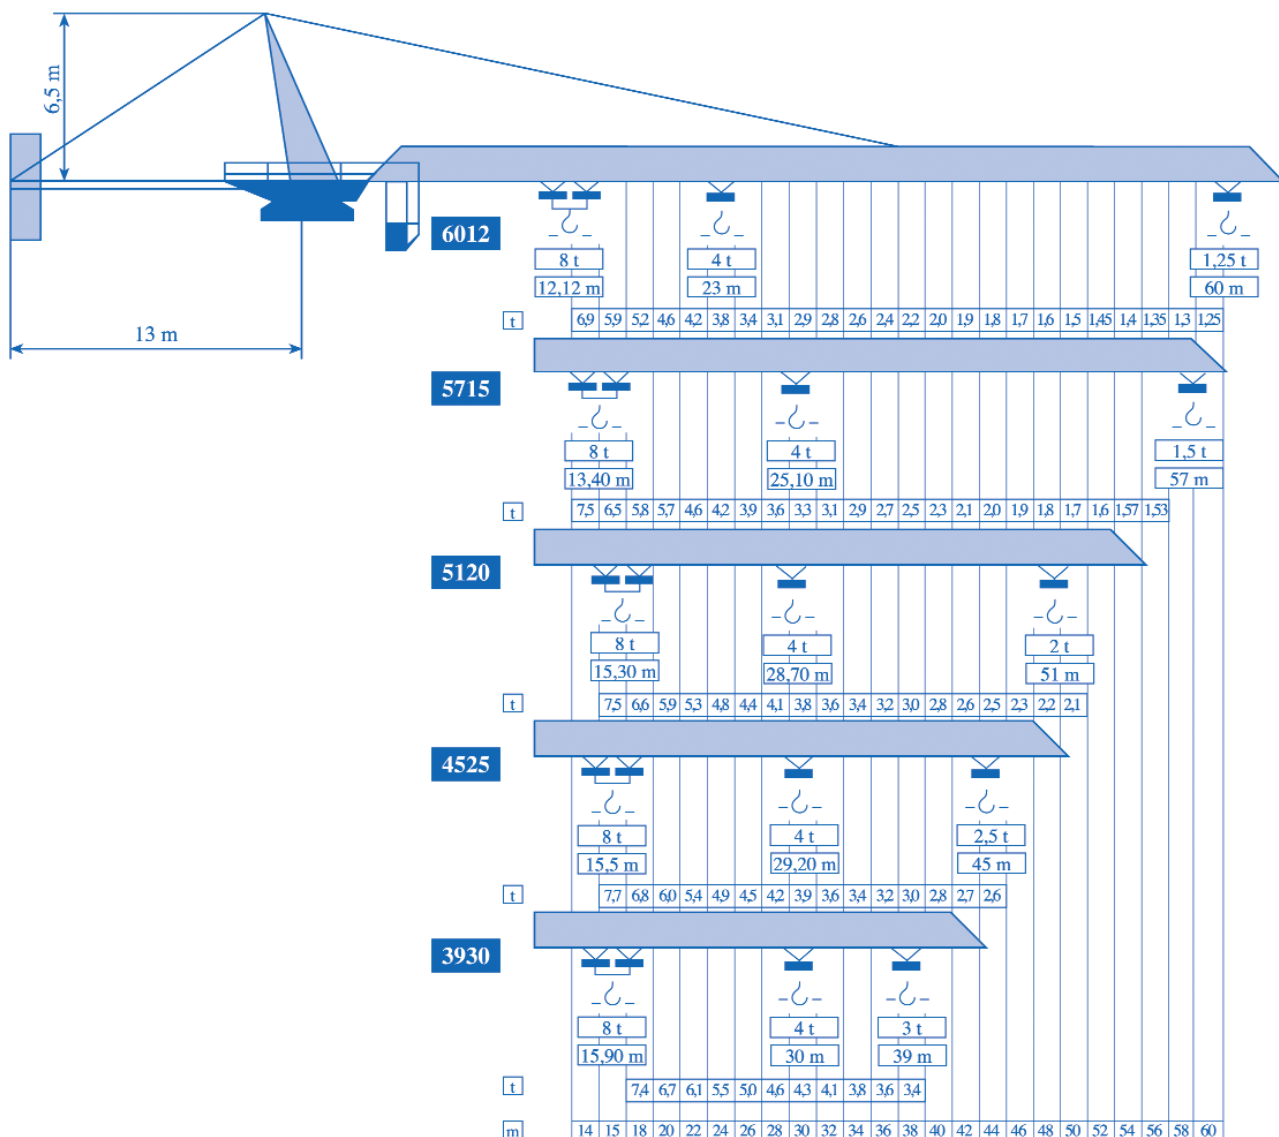 6,5 m
13 m
6012
8 t 4 t 1,25 t
12,12 m 23 m 60 m
t 6,9 5,9 5,2 4,6 4,2 3,8 3,4 3,1 2,9 2,8 2,6 2,4 2,2 2,0 1,9 1,8 1,7 1,6 1,5 1,45 1,4 1,35 1,3 1,25
5715
8 t 4 t 1,5 t
13,40 m 25,10 m 57 m
t 7,5 6,5 5,8 5,7 4,6 4,2 3,9 3,6 3,3 3,1 2,9 2,7 2,5 2,3 2,1 2,0 1,9 1,8 1,7 1,6 1,57 1,53
5120
8 t 4 t 2 t
15,30 m 28,70 m 51 m
t 7,5 6,6 5,9 5,3 4,8 4,4 4,1 3,8 3,6 3,4 3,2 3,0 2,8 2,6 2,5 2,3 2,2 2,1
4525
8 t 4 t 2,5 t
15,5 m 29,20 m 45 m
t 7,7 6,8 6,0 5,4 4,9 4,5 4,2 3,9 3,6 3,4 3,2 3,0 2,8 2,7 2,6
3930
8 t 4 t 3 t
15,90 m 30 m 39 m
t 7,4 6,7 6,1 5,5 5,0 4,6 4,3 4,1 3,8 3,6 3,4
m 14 15 18 20 22 24 26 28 30 32 34 36 38 40 42 44 46 48 50 52 54 56 58 60